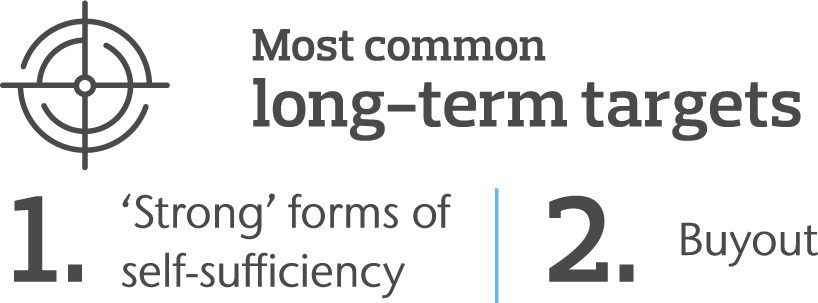 Most common
long-term targets
1. ‘Strong’ forms of
self-sufficiency
2. Buyout